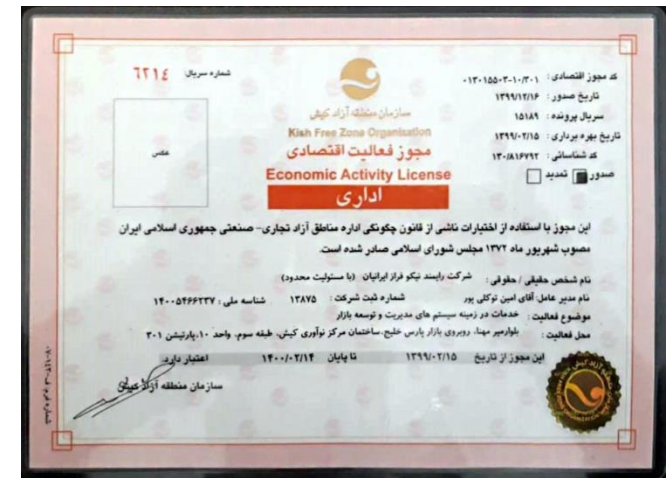 کد مجوز اقتصادی : ۰۱۳۰۱۵۵۰۳-۱۰/۳۰۱
تاریخ صدور : ۱۳۹۹/۱۲/۱۶
سریال پرونده : ۱۵۱۸۹
تاریخ بهره برداری : ۱۳۹۹/۰۲/۱۵
کد شناسائی : ۱۳۰/۸۱۶۷۹۲
صدور تمدید
سازمان منطقه آزاد کیش
Kish Free Zone Organisation
مجوز فعالیت اقتصادی
Economic Activity License
اداری
شماره سریال: ٦٢١٤
عکس
این مجوز با استفاده از اختیارات ناشی از قانون چگونگی اداره مناطق آزاد تجاری- صنعتی جمهوری اسلامی ایران
مصوب شهریور ماه ۱۳۷۲ مجلس شورای اسلامی صادر شده است.
نام شخص حقیقی / حقوقی : شرکت رایمند نیکو فراز ایرانیان (با مسئولیت محدود)
نام مدیر عامل: آقای امین توکلی پور شماره ثبت شرکت : ۱۳۸۷۵ شناسه ملی : ۱۴۰۰۵۴۶۶۲۳۷
موضوع فعالیت : خدمات در زمینه سیستم های مدیریت و توسعه بازار
محل فعالیت : بلوارمیر مهنا، روبروی بازار پارس خلیج، ساختمان مرکز نوآوری کیش، طبقه سوم، واحد ۱۰، پارتیشن ۳۰۱
این مجوز از تاریخ ۱۳۹۹/۰۲/۱۵ تا پایان ۱۴۰۰/۰۲/۱۴ اعتبار دارد.
سازمان منطقه آزاد کیش